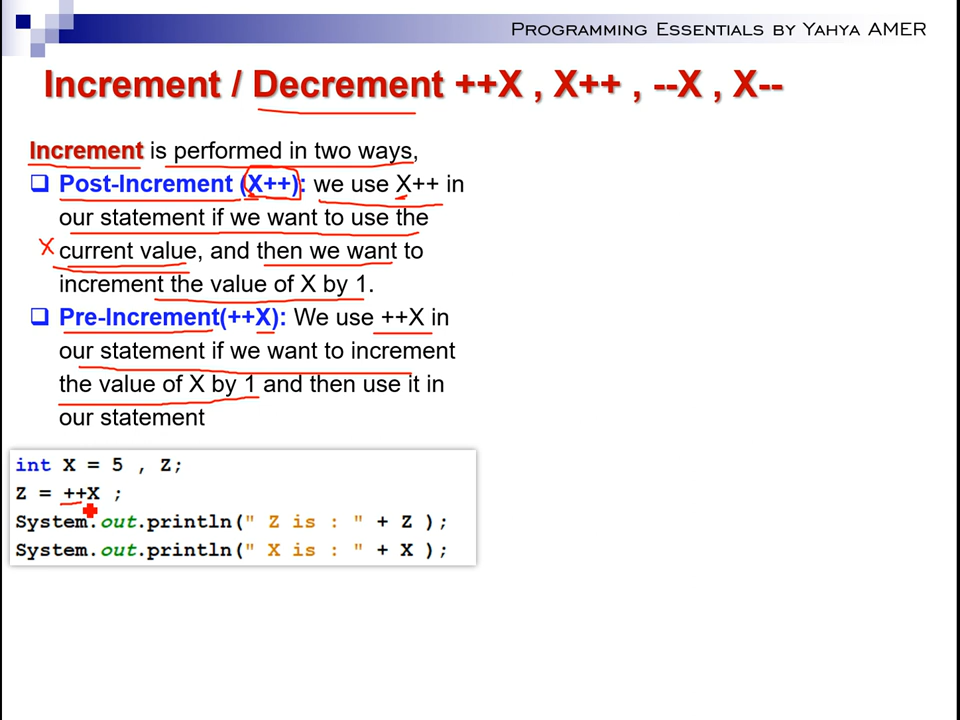 PROGRAMMING ESSENTIALS BY YAHYA AMER
Increment / Decrement ++X , X++ , --X , X--
Increment is performed in two ways,
Post-Increment (X++): we use X++ in
our statement if we want to use the
X current value, and then we want to
increment the value of X by 1.
Pre-Increment(++X): We use ++X in
our statement if we want to increment
the value of X by 1 and then use it in
our statement
int X = 5 , Z;
Z = ++X ;
System.out.println(" Z is : " + Z );
System.out.println(" X is : " + X );